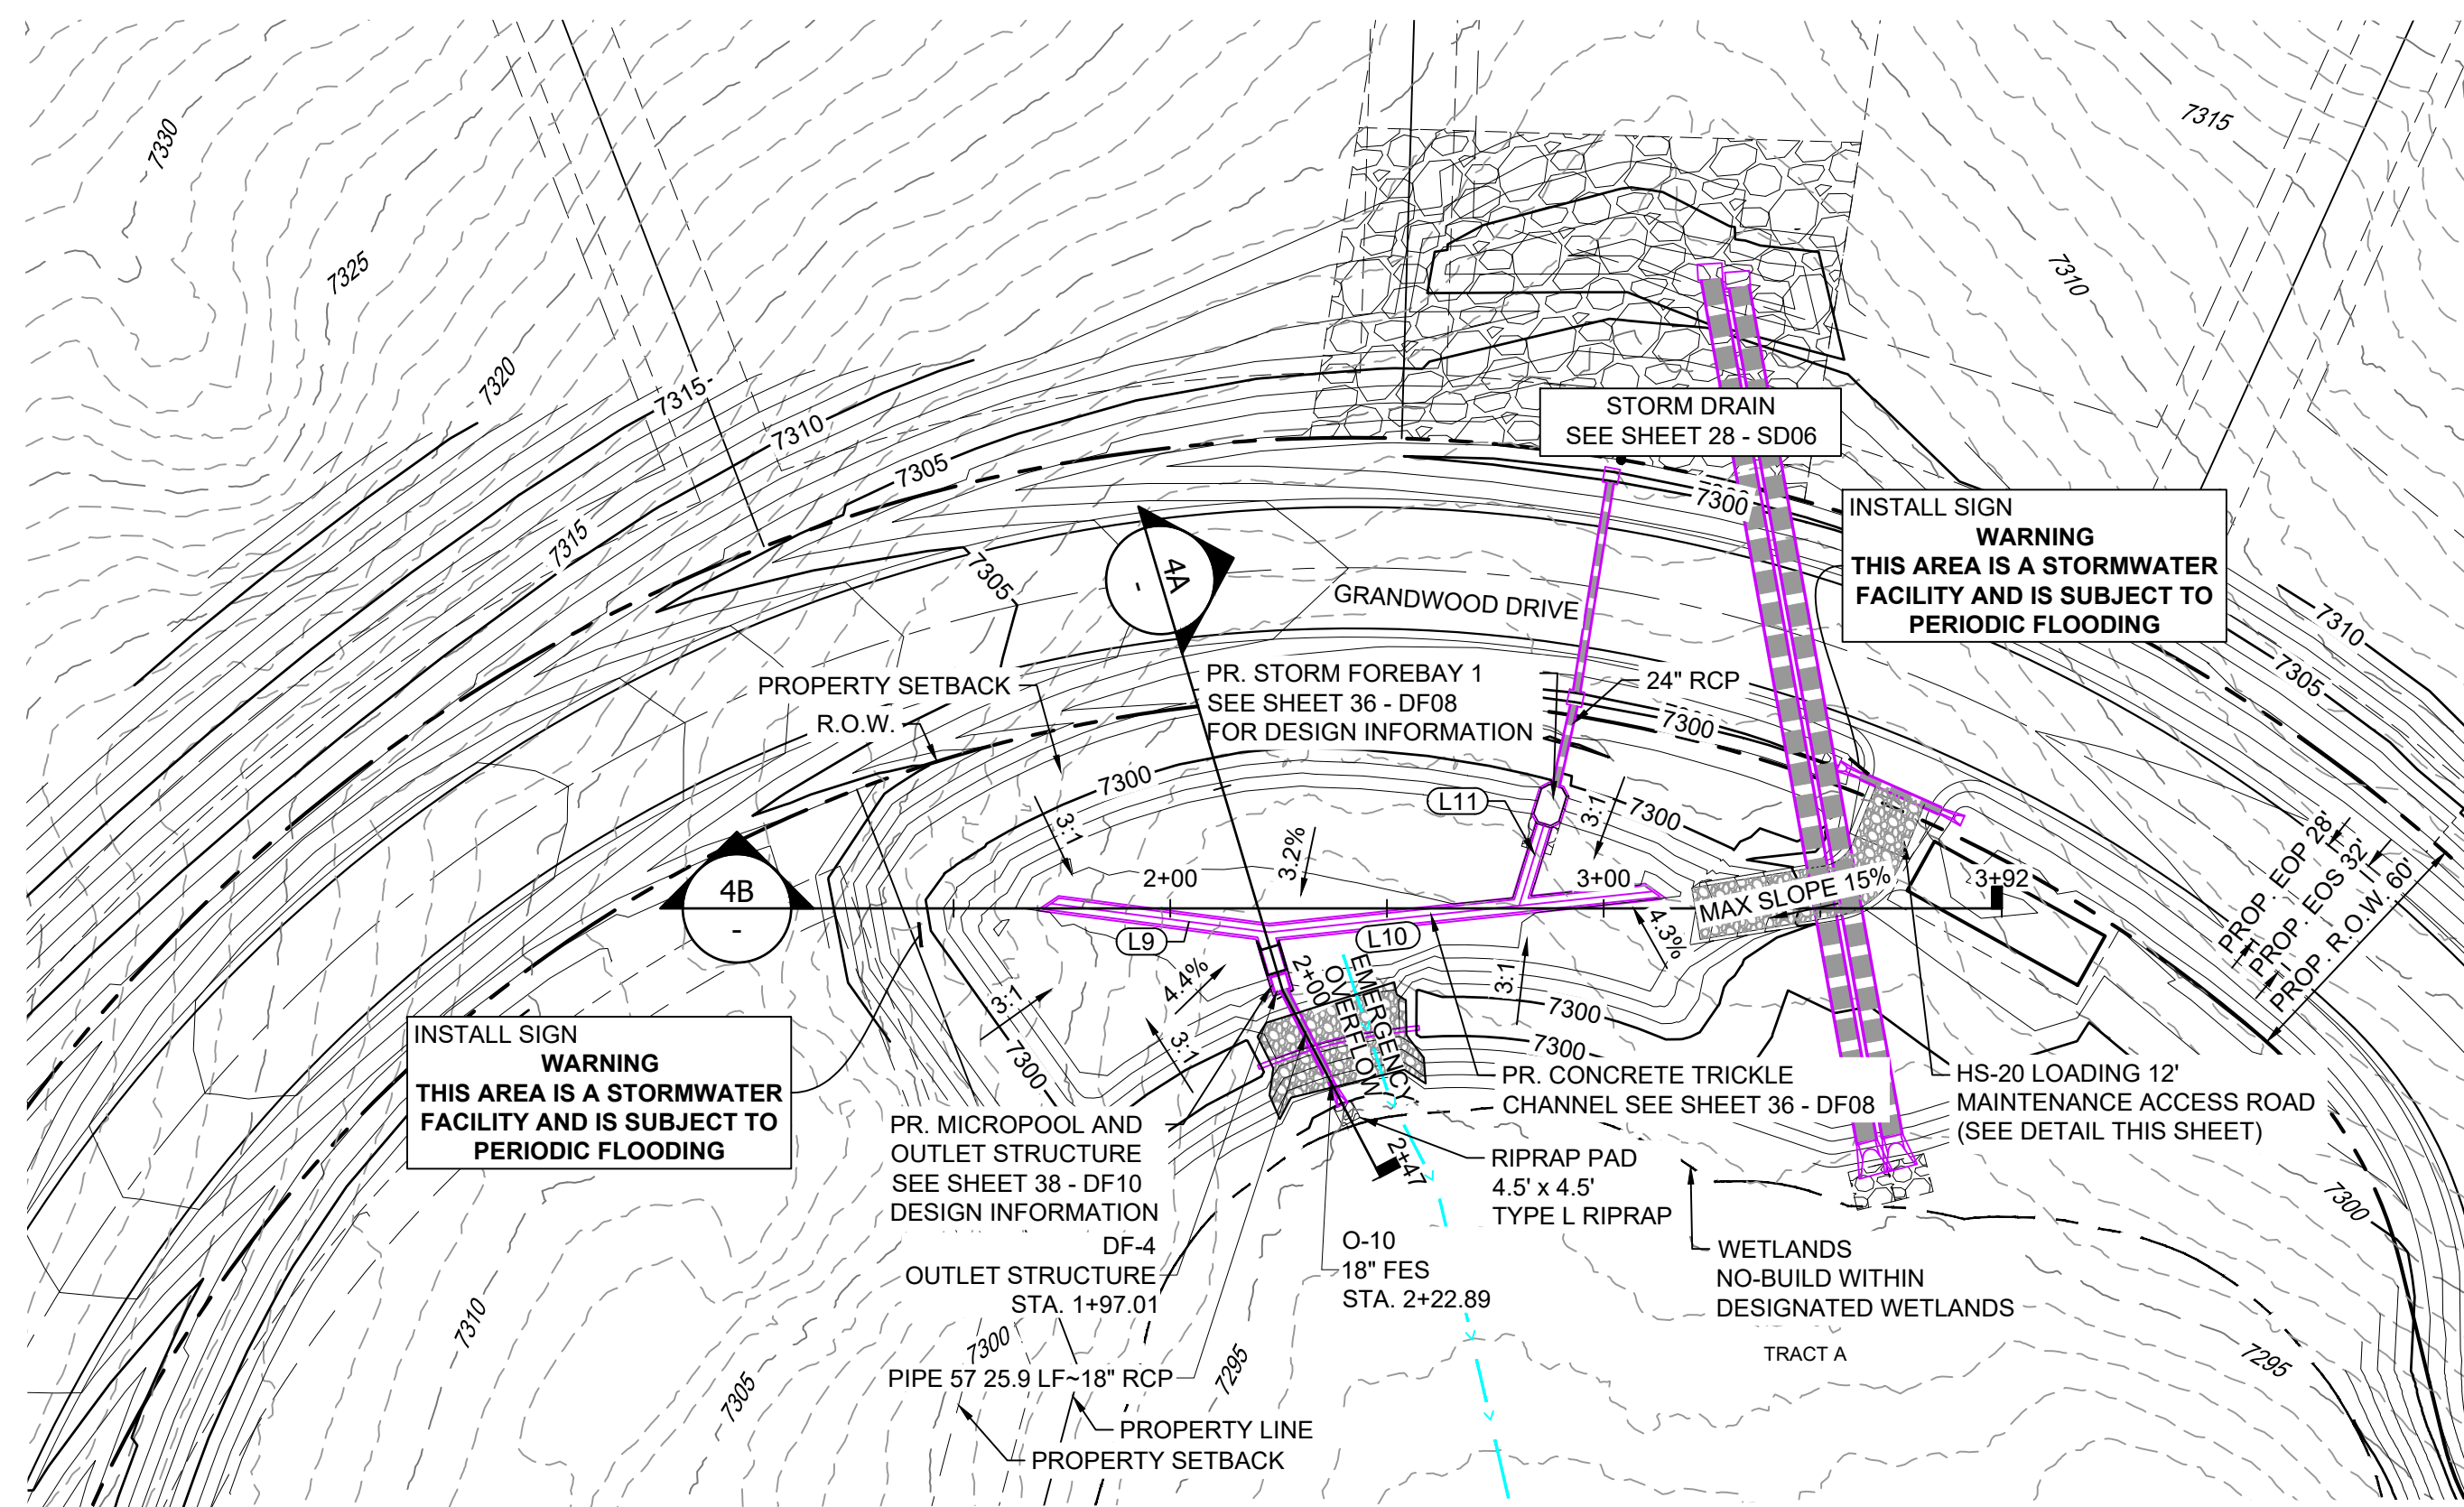 7330
7325
7320
7315
7310
7305
7315
7305
7315
7310
STORM DRAIN
SEE SHEET 28 - SD06
7300
INSTALL SIGN
WARNING
THIS AREA IS A STORMWATER
FACILITY AND IS SUBJECT TO
PERIODIC FLOODING
7310
7305
4A
-
GRANDWOOD DRIVE
PROPERTY SETBACK
R.O.W.
PR. STORM FOREBAY 1
SEE SHEET 36 - DF08
FOR DESIGN INFORMATION
24" RCP
7300
7300
7300
L11
3:1
3:1
3.2%
4B
-
2+00
3+00
MAX SLOPE 15%
3+92
PROP. EOP 28'
PROP. EOS 32'
PROP. R.O.W. 60'
L9
L10
4.3%
4.4%
3:1
3:1
3:1
2+00
EMERGENCY
OVERFLOW
7300
7300
7300
INSTALL SIGN
WARNING
THIS AREA IS A STORMWATER
FACILITY AND IS SUBJECT TO
PERIODIC FLOODING
PR. MICROPOOL AND
OUTLET STRUCTURE
SEE SHEET 38 - DF10
DESIGN INFORMATION
DF-4
OUTLET STRUCTURE
STA. 1+97.01
PIPE 57 25.9 LF~18" RCP
PROPERTY LINE
PROPERTY SETBACK
O-10
18" FES
STA. 2+22.89
2+47
RIPRAP PAD
4.5' x 4.5'
TYPE L RIPRAP
PR. CONCRETE TRICKLE
CHANNEL SEE SHEET 36 - DF08
HS-20 LOADING 12'
MAINTENANCE ACCESS ROAD
(SEE DETAIL THIS SHEET)
WETLANDS
NO-BUILD WITHIN
DESIGNATED WETLANDS
TRACT A
7310
7305
7300
7295
7300
7295